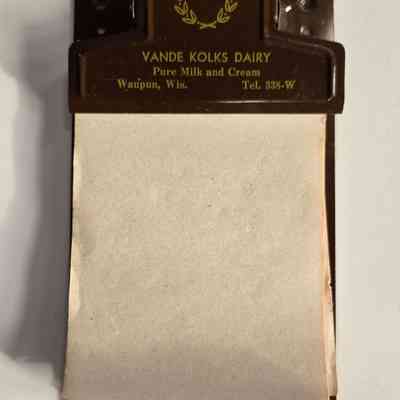 VANDE KOLKS DAIRY
Pure Milk and Cream
Waupun, Wis. Tel. 338-W